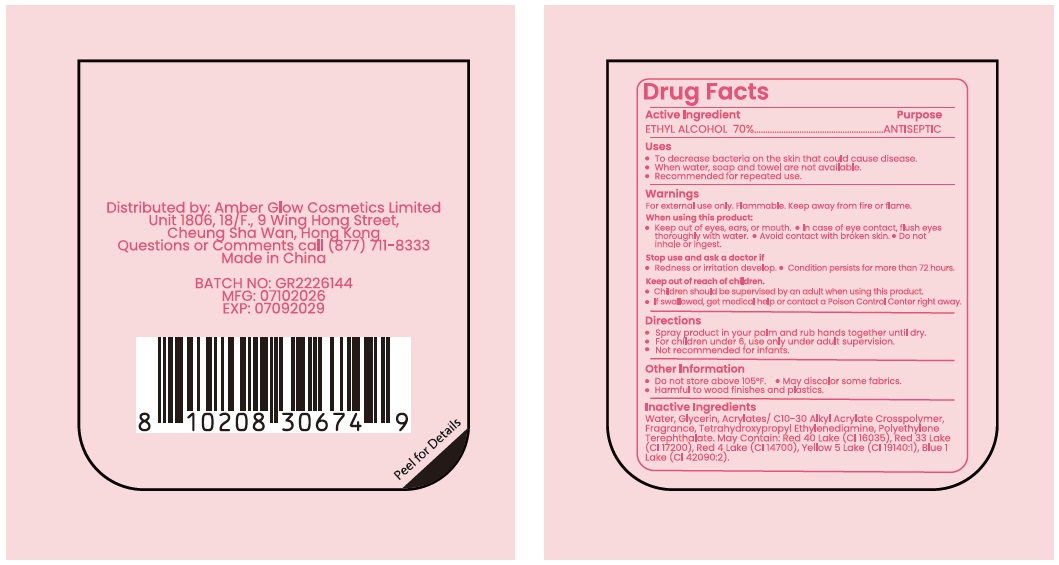 Distributed by: Amber Glow Cosmetics Limited
Unit 1806, 18/F., 9 Wing Hong Street,
Cheung Sha Wan, Hong Kong
Questions or Comments call (877) 711-8333
Made in China
BATCH NO: GR2226144
MFG: 07102026
EXP: 07092029
8 10208 30674 9
Peel for Details
Drug Facts
Active Ingredient Purpose
ETHYL ALCOHOL 70%..................................................ANTISEPTIC
Uses
• To decrease bacteria on the skin that could cause disease.
• When water, soap and towel are not available.
• Recommended for repeated use.
Warnings
For external use only. Flammable. Keep away from fire or flame.
When using this product:
• Keep out of eyes, ears, or mouth. • In case of eye contact, flush eyes
thoroughly with water. • Avoid contact with broken skin. • Do not
inhale or ingest.
Stop use and ask a doctor if
• Redness or irritation develop. • Condition persists for more than 72 hours.
Keep out of reach of children.
• Children should be supervised by an adult when using this product.
• If swallowed, get medical help or contact a Poison Control Center right away.
Directions
• Spray product in your palm and rub hands together until dry.
• For children under 6, use only under adult supervision.
• Not recommended for infants.
Other Information
• Do not store above 105°F. • May discolor some fabrics.
• Harmful to wood finishes and plastics.
Inactive Ingredients
Water, Glycerin, Acrylates/ C10-30 Alkyl Acrylate Crosspolymer,
Fragrance, Tetrahydroxypropyl Ethylenediamine, Polyethylene
Terephthalate. May Contain: Red 40 Lake (CI 16035), Red 33 Lake
(CI 17200), Red 4 Lake (CI 14700), Yellow 5 Lake (CI 19140:1), Blue 1
Lake (CI 42090:2).